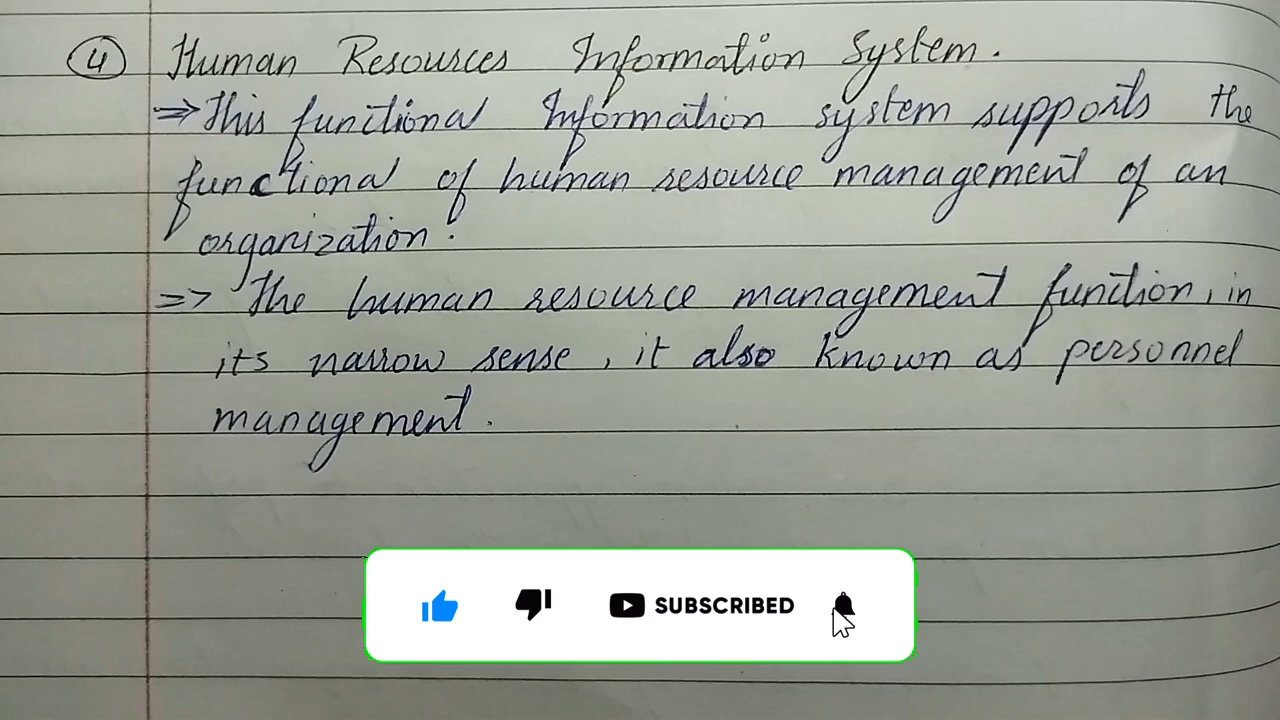 4 Human Resources Information System.
=> This functional Information system supports the
functional of human resource management of an
organization.
=> The human resource management function, in
its narrow sense, it also known as personnel
management.
SUBSCRIBED